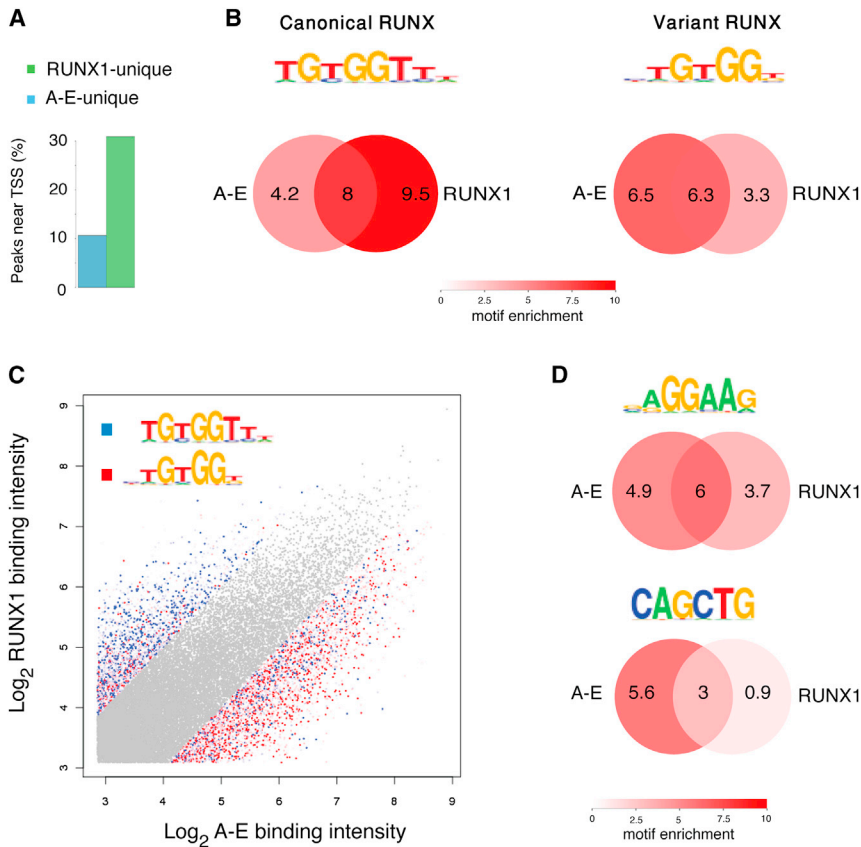 A
RUNX1-unique
A-E-unique
Peaks near TSS (%)
30
20
10
0
B
Canonical RUNX
TGTGGTTT
A-E
4.2
8
9.5
RUNX1
Variant RUNX
TGTGGT
A-E
6.5
6.3
3.3
RUNX1
0 2.5 5 7.5 10
motif enrichment
C
TGTGGTTT
TGTGGT
Log2 RUNX1 binding intensity
9
8
7
6
5
4
3
3 4 5 6 7 8 9
Log2 A-E binding intensity
D
AGGAAG
A-E
4.9
6
3.7
RUNX1
CAGCTG
A-E
5.6
3
0.9
RUNX1
0 2.5 5 7.5 10
motif enrichment